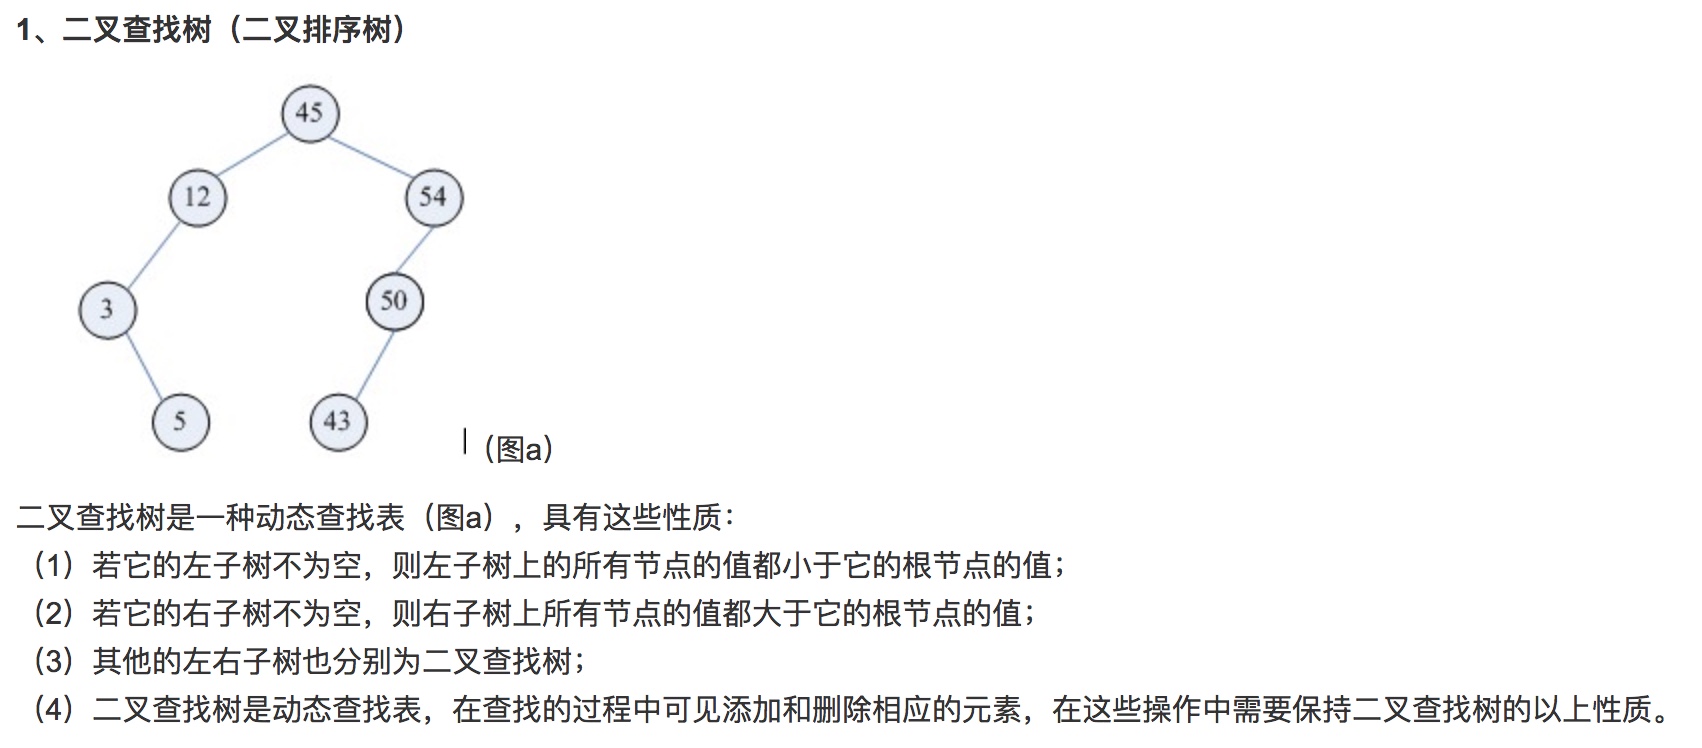 1、二叉查找树（二叉排序树）
45
12
54
3
50
5
43
（图a）
二叉查找树是一种动态查找表（图a），具有这些性质：
（1）若它的左子树不为空，则左子树上的所有节点的值都小于它的根节点的值；
（2）若它的右子树不为空，则右子树上所有节点的值都大于它的根节点的值；
（3）其他的左右子树也分别为二叉查找树；
（4）二叉查找树是动态查找表，在查找的过程中可见添加和删除相应的元素，在这些操作中需要保持二叉查找树的以上性质。